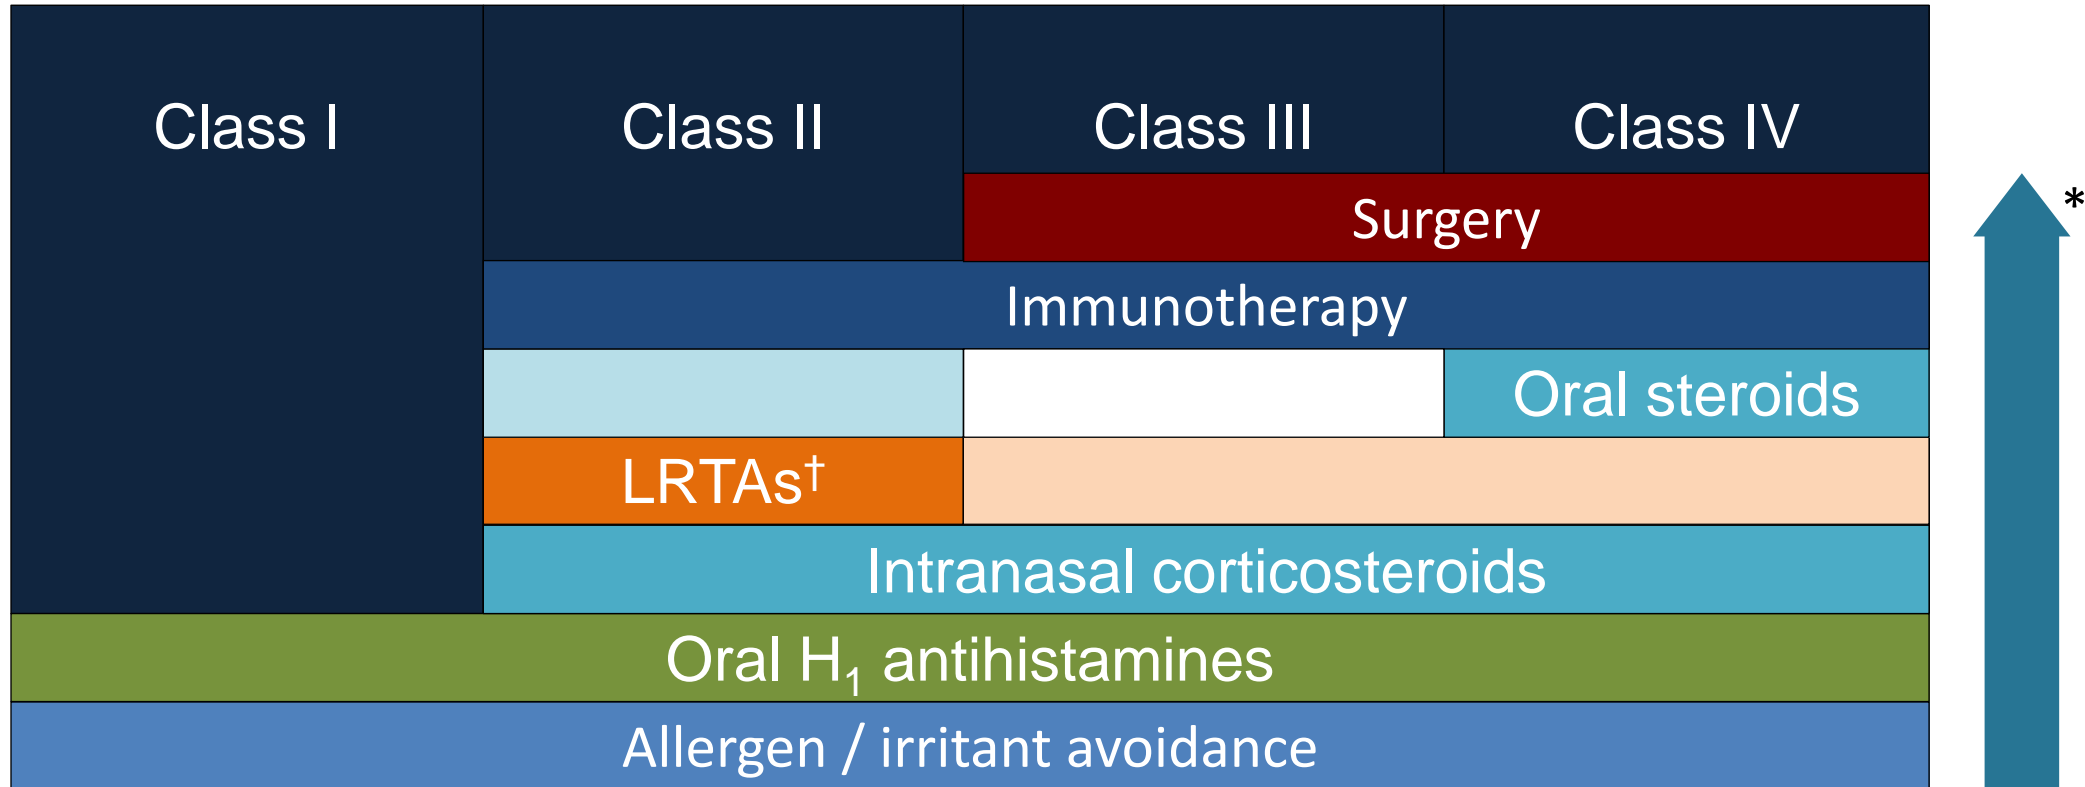 Class I Class II Class III Class IV
*
Surgery
Immunotherapy
Oral steroids
LRTAs†
Intranasal corticosteroids
Oral H₁ antihistamines
Allergen / irritant avoidance